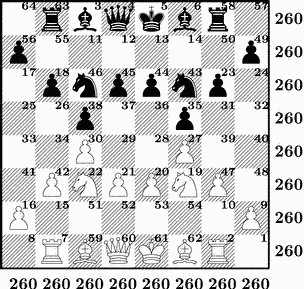 64 63 3 4 5 6 58 57 260
56 55 11 12 13 14 50 49 260
17 18 46 45 44 43 23 24 260
25 26 38 37 36 35 31 32 260
33 34 30 29 28 27 39 40 260
41 42 22 21 20 19 47 48 260
16 15 51 52 53 54 10 9 260
8 7 59 60 61 62 2 1 260
260 260 260 260 260 260 260 260